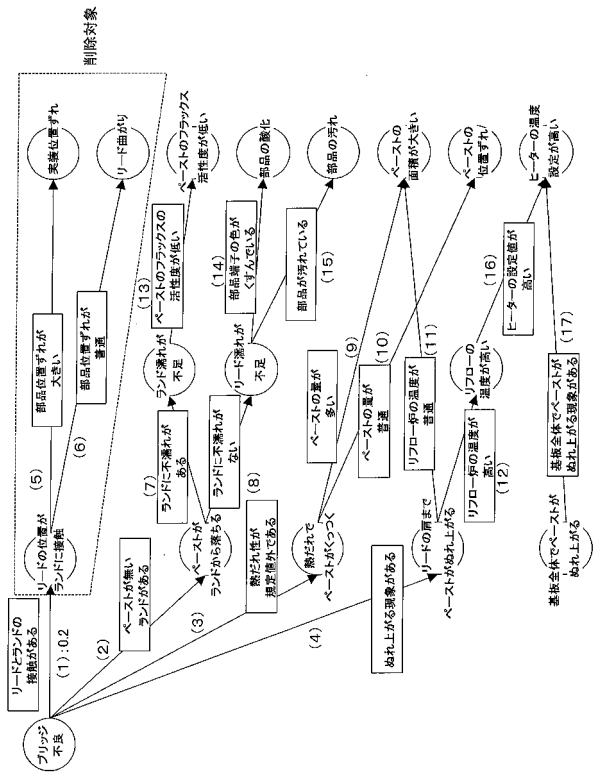 ブリッジ
不良
リードとランドの
接触がある
(1):0.2
リードの位置が
ランドに接触
(5)
部品位置ずれが
大きい
実装位置ずれ
(6)
部品位置ずれが
普通
リード曲がり
削除対象
(2)
ペーストが無い
ランドがある
ペーストが
ランドから落ちる
(7)
ランドに不濡れが
ある
ランド濡れが
不足
(13)
ペーストのフラックスの
活性度が低い
ペーストのフラックス
活性度が低い
(8)
ランドに不濡れが
ない
リード濡れが
不足
(14)
部品端子の色が
くすんでいる
部品の酸化
(15)
部品が汚れている
部品の汚れ
(3)
熱だれ性が
規定値外である
熱だれで
ペーストがくっつく
(9)
ペーストの量が
多い
ペーストの
面積が大きい
(10)
ペーストの量が
普通
ペーストの
位置ずれ
(4)
ぬれ上がる現象がある
リードの肩まで
ペーストがぬれ上がる
(11)
リフロー炉の温度が
普通
(12)
リフロー炉の温度が
高い
リフローの
温度が高い
(16)
ヒーターの設定値が
高い
ヒーターの温度
設定が高い
基板全体でペーストが
ぬれ上がる
(17)
基板全体でペーストが
ぬれ上がる現象がある